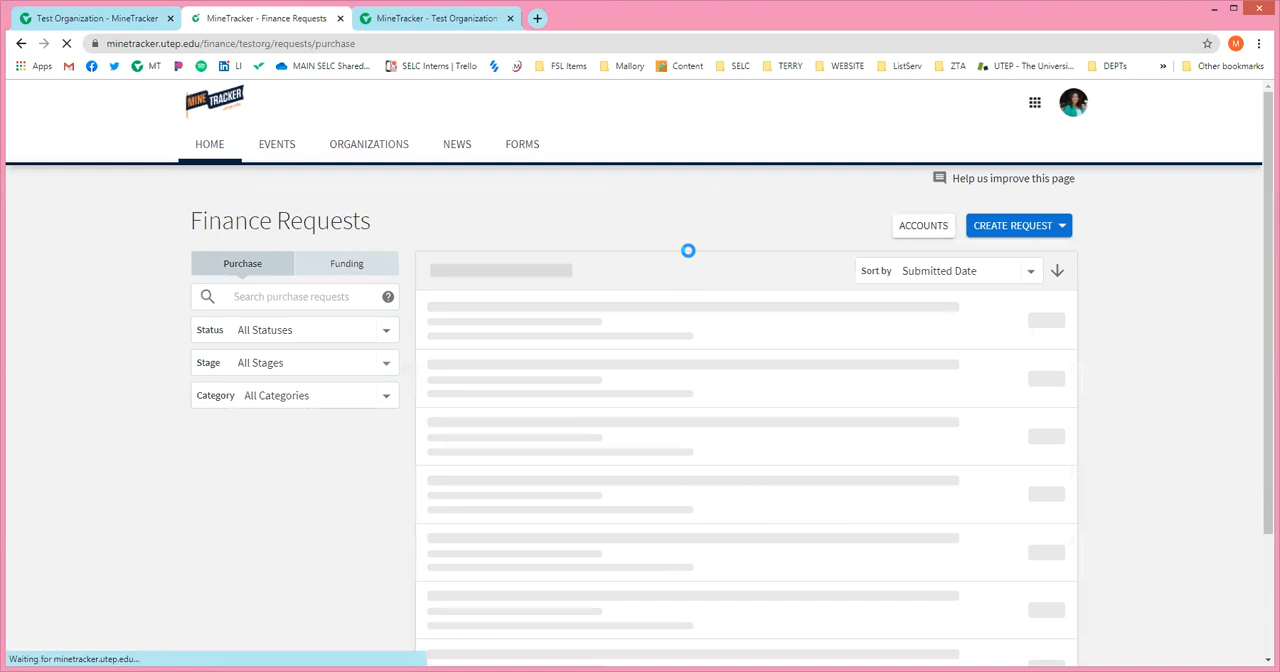 Test Organization - MineTracker
MineTracker - Finance Requests
MineTracker - Test Organization
minetracker.utep.edu/finance/testorg/requests/purchase
M
Apps
MT
LI
MAIN SELC Shared...
SELC Interns | Trello
FSL Items
Mallory
Content
SELC
TERRY
WEBSITE
ListServ
ZTA
UTEP - The Universi...
DEPTs
»
Other bookmarks
MINE TRACKER
HOME
EVENTS
ORGANIZATIONS
NEWS
FORMS
Help us improve this page
Finance Requests
ACCOUNTS
CREATE REQUEST
Purchase
Funding
Sort by Submitted Date
Search purchase requests
Status All Statuses
Stage All Stages
Category All Categories
Waiting for minetracker.utep.edu...